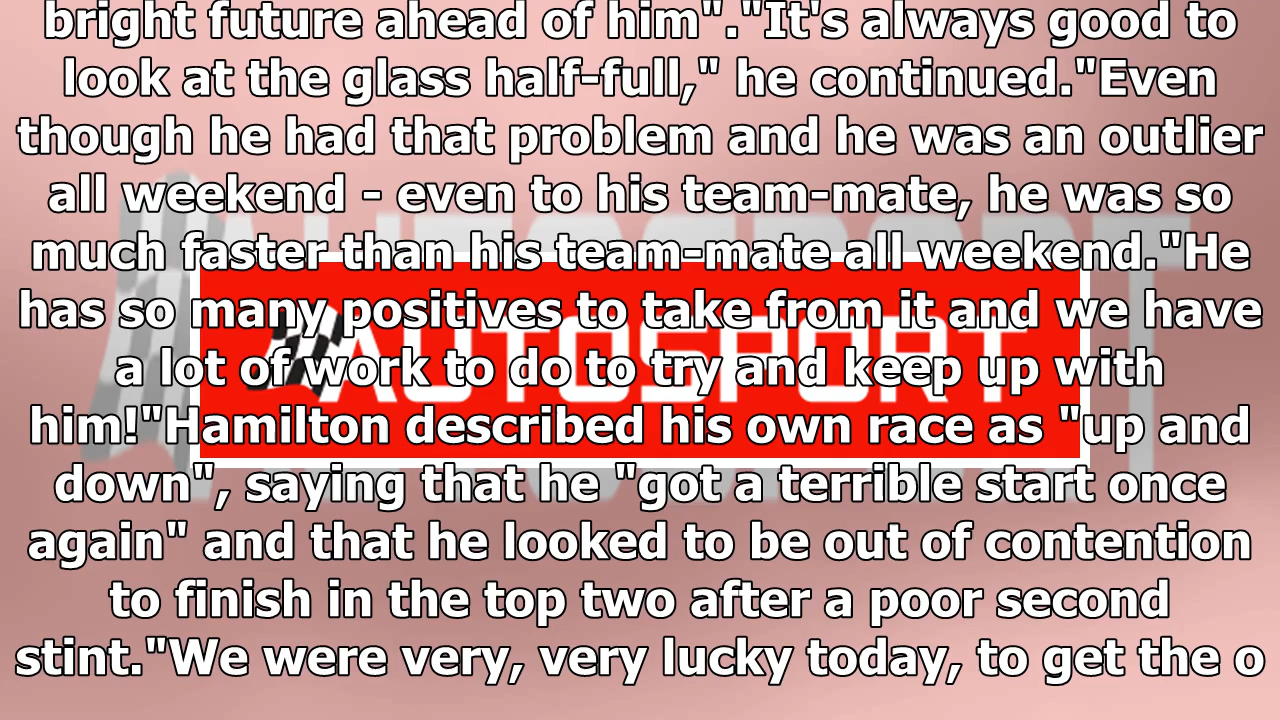 bright future ahead of him"."It's always good to
look at the glass half-full," he continued."Even
though he had that problem and he was an outlier
all weekend - even to his team-mate, he was so
much faster than his team-mate all weekend."He
has so many positives to take from it and we have
a lot of work to do to try and keep up with
him!"Hamilton described his own race as "up and
down", saying that he "got a terrible start once
again" and that he looked to be out of contention
to finish in the top two after a poor second
stint."We were very, very lucky today, to get the o
AUTOSPORT